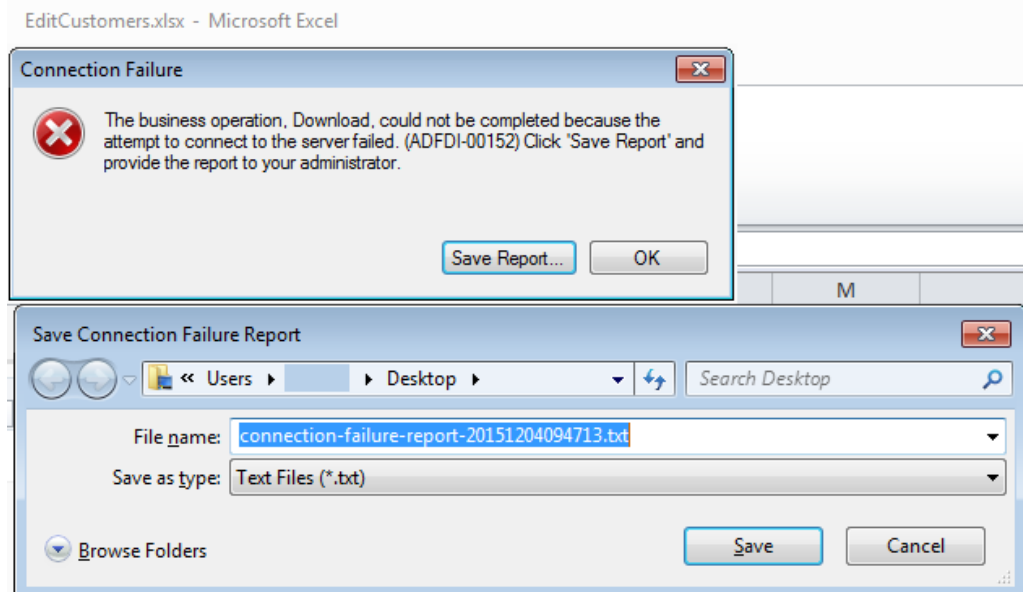 EditCustomers.xlsx - Microsoft Excel
Connection Failure
The business operation, Download, could not be completed because the
attempt to connect to the server failed. (ADFDI-00152) Click 'Save Report' and
provide the report to your administrator.
Save Report... OK
M
Save Connection Failure Report
« Users Desktop Search Desktop
File name: connection-failure-report-20151204094713.txt
Save as type: Text Files (*.txt)
Browse Folders Save Cancel